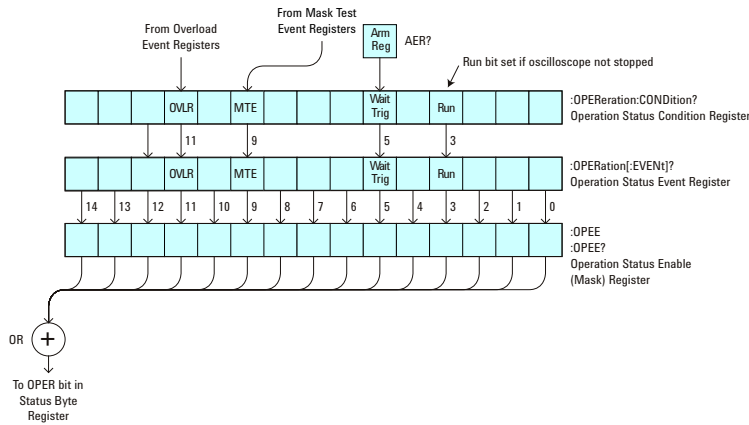 From Overload
Event Registers
From Mask Test
Event Registers
Arm
Reg
AER?
Run bit set if oscilloscope not stopped
OVLR
MTE
Wait
Trig
Run
:OPEReration:CONDition?
Operation Status Condition Register
11
9
5
3
OVLR
MTE
Wait
Trig
Run
:OPERation[:EVENt]?
Operation Status Event Register
14
13
12
11
10
9
8
7
6
5
4
3
2
1
0
:OPEE
:OPEE?
Operation Status Enable
(Mask) Register
OR
+
To OPER bit in
Status Byte
Register